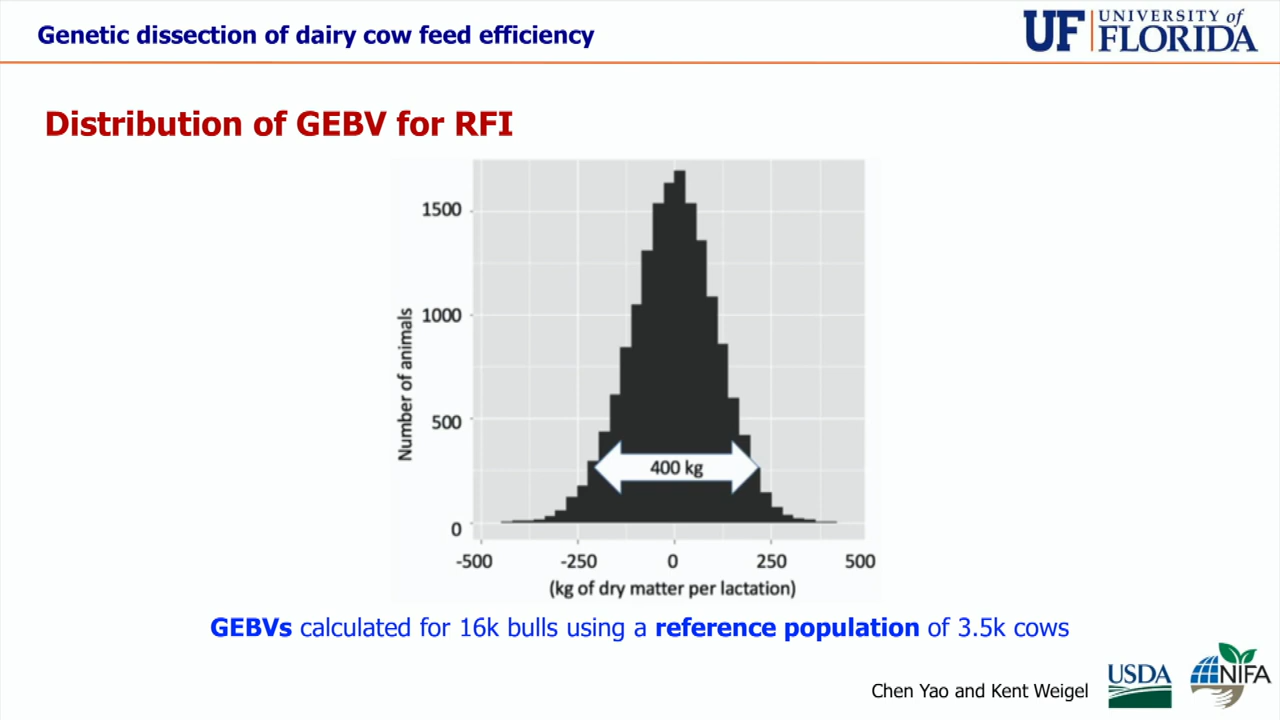 Genetic dissection of dairy cow feed efficiency
UF UNIVERSITY of
FLORIDA
Distribution of GEBV for RFI
Number of animals
1500
1000
500
0
400 kg
-500 -250 0 250 500
(kg of dry matter per lactation)
GEBVs calculated for 16k bulls using a reference population of 3.5k cows
Chen Yao and Kent Weigel
USDA
NIFA